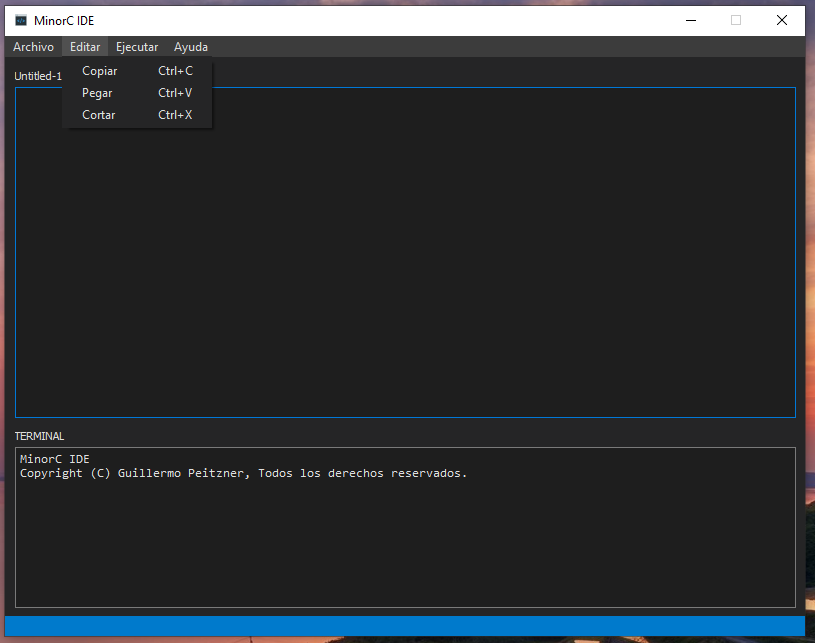 MinorC IDE
Archivo Editar Ejecutar Ayuda
Untitled-1
Copiar Ctrl+C
Pegar Ctrl+V
Cortar Ctrl+X
TERMINAL
MinorC IDE
Copyright (C) Guillermo Peitzner, Todos los derechos reservados.